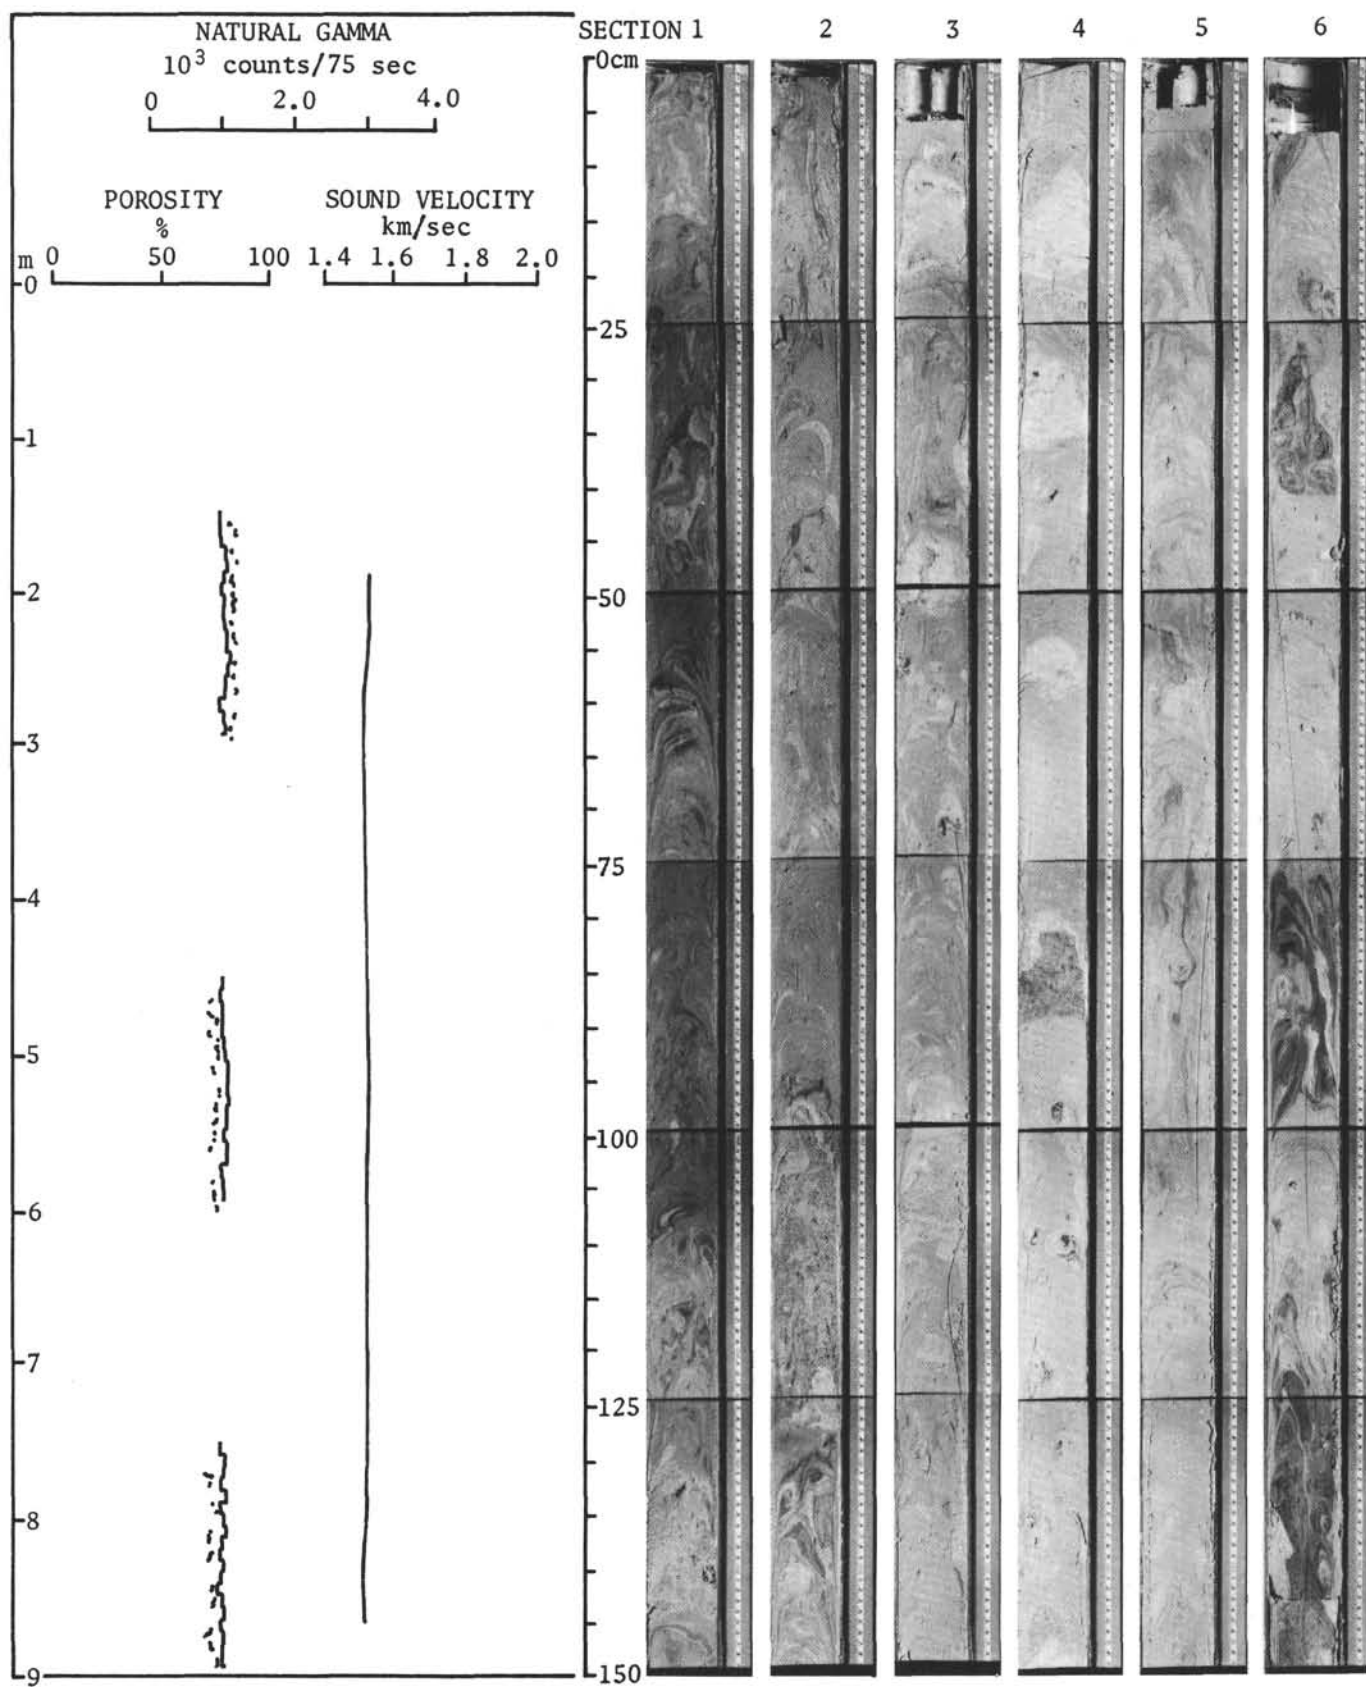 NATURAL GAMMA
10³ counts/75 sec
0 2.0 4.0
POROSITY
%
SOUND VELOCITY
km/sec
m 0 50 100 1.4 1.6 1.8 2.0
0
1
2
3
4
5
6
7
8
9
SECTION 1 2 3 4 5 6
0cm
25
50
75
100
125
150